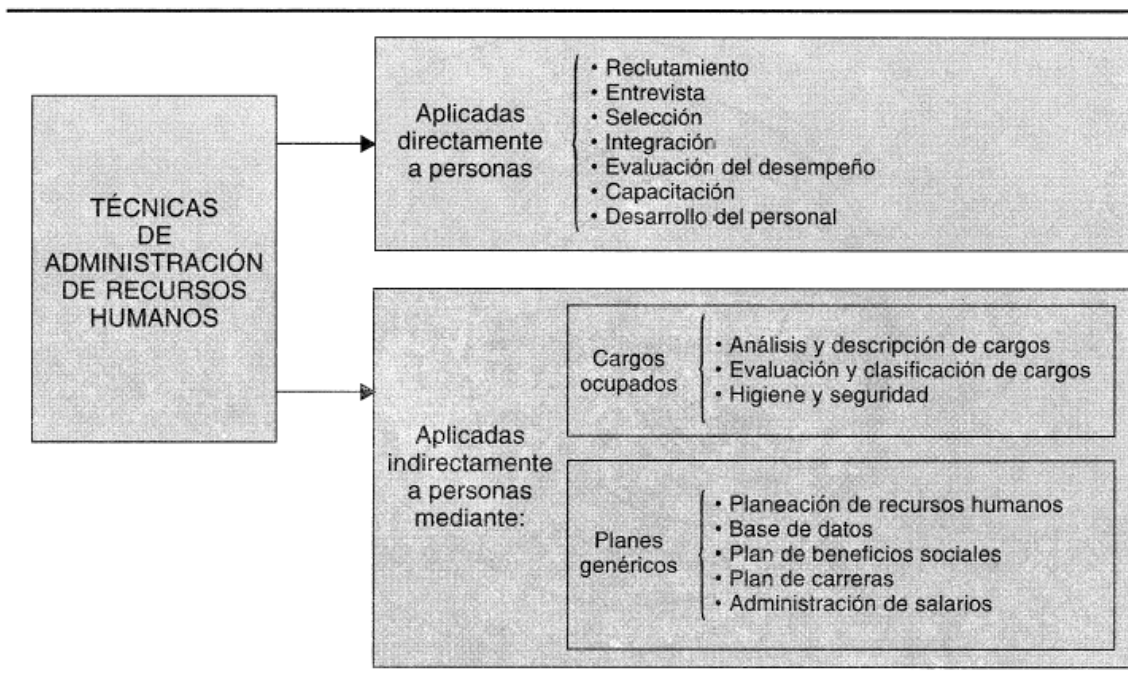 TÉCNICAS
DE
ADMINISTRACIÓN
DE RECURSOS
HUMANOS
Aplicadas
directamente
a personas
• Reclutamiento
• Entrevista
• Selección
• Integración
• Evaluación del desempeño
• Capacitación
• Desarrollo del personal
Aplicadas
indirectamente
a personas
mediante:
Cargos
ocupados
• Análisis y descripción de cargos
• Evaluación y clasificación de cargos
• Higiene y seguridad
Planes
genéricos
• Planeación de recursos humanos
• Base de datos
• Plan de beneficios sociales
• Plan de carreras
• Administración de salarios